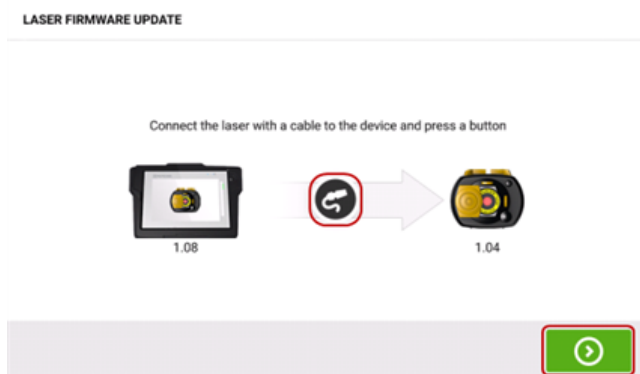 LASER FIRMWARE UPDATE
Connect the laser with a cable to the device and press a button
1.08
1.04